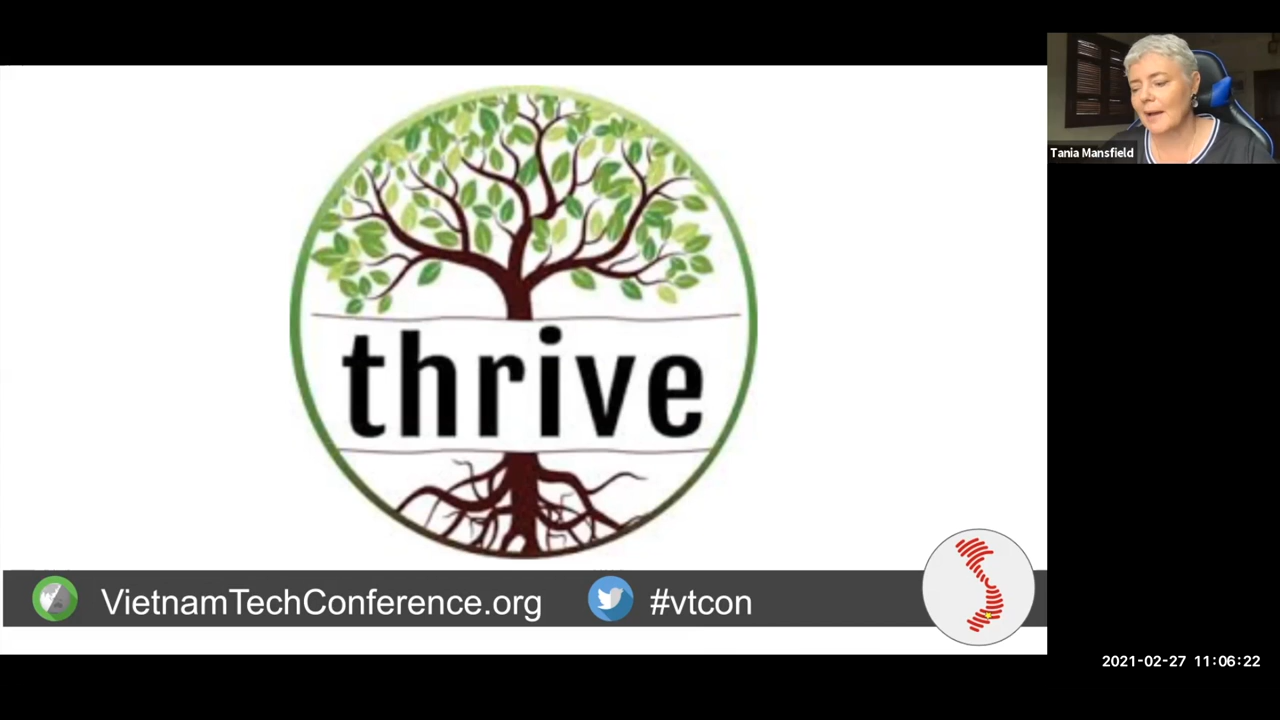 Tania Mansfield
thrive
VietnamTechConference.org
#vtcon
2021-02-27 11:06:22